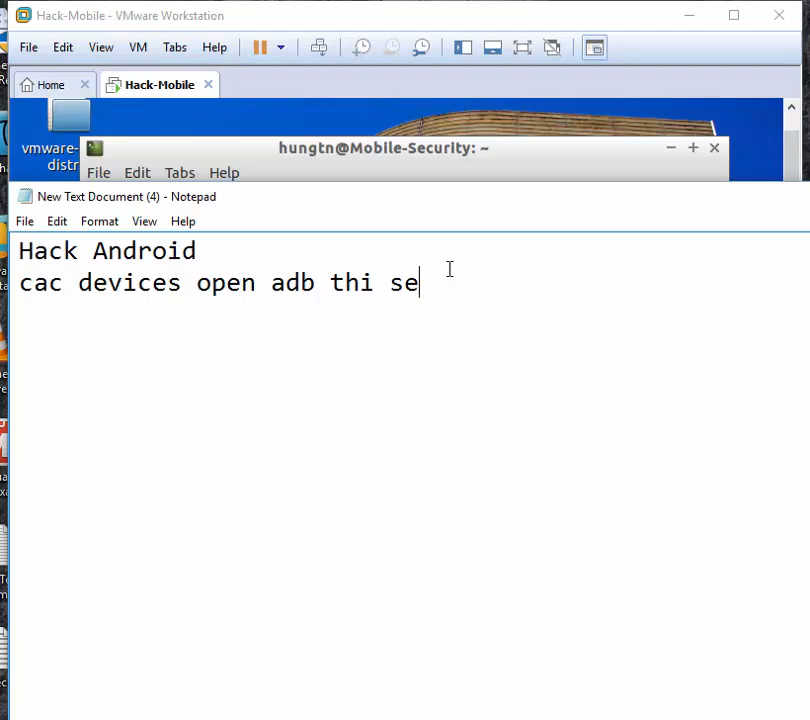 Hack-Mobile - VMware Workstation
File Edit View VM Tabs Help
Home Hack-Mobile
vmware-
distr
hungtn@Mobile-Security: ~
File Edit Tabs Help
New Text Document (4) - Notepad
File Edit Format View Help
Hack Android
cac devices open adb thi se